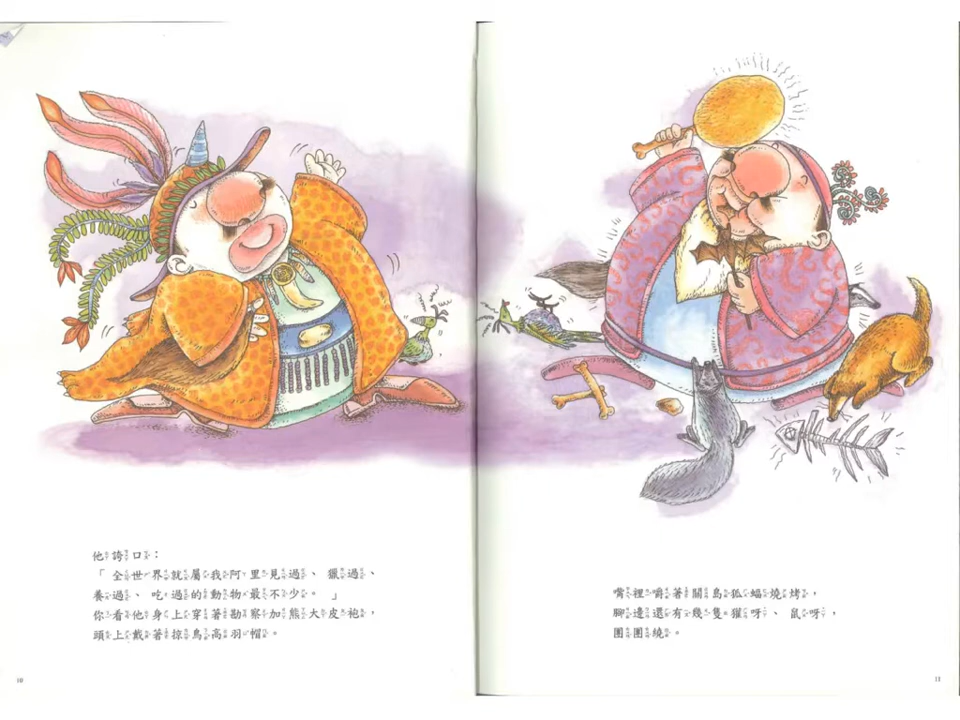 他誇口：
「全世界就屬我阿里見過、獵過、
養過、吃過的動物最不少。」
你看他身上穿著勘察加熊大皮袍，
頭上戴著掠鳥高羽帽。
嘴裡嚼著關島狐蝠燒烤，
腳邊還有幾隻獾呀、鼠呀，
團團繞。
10
11